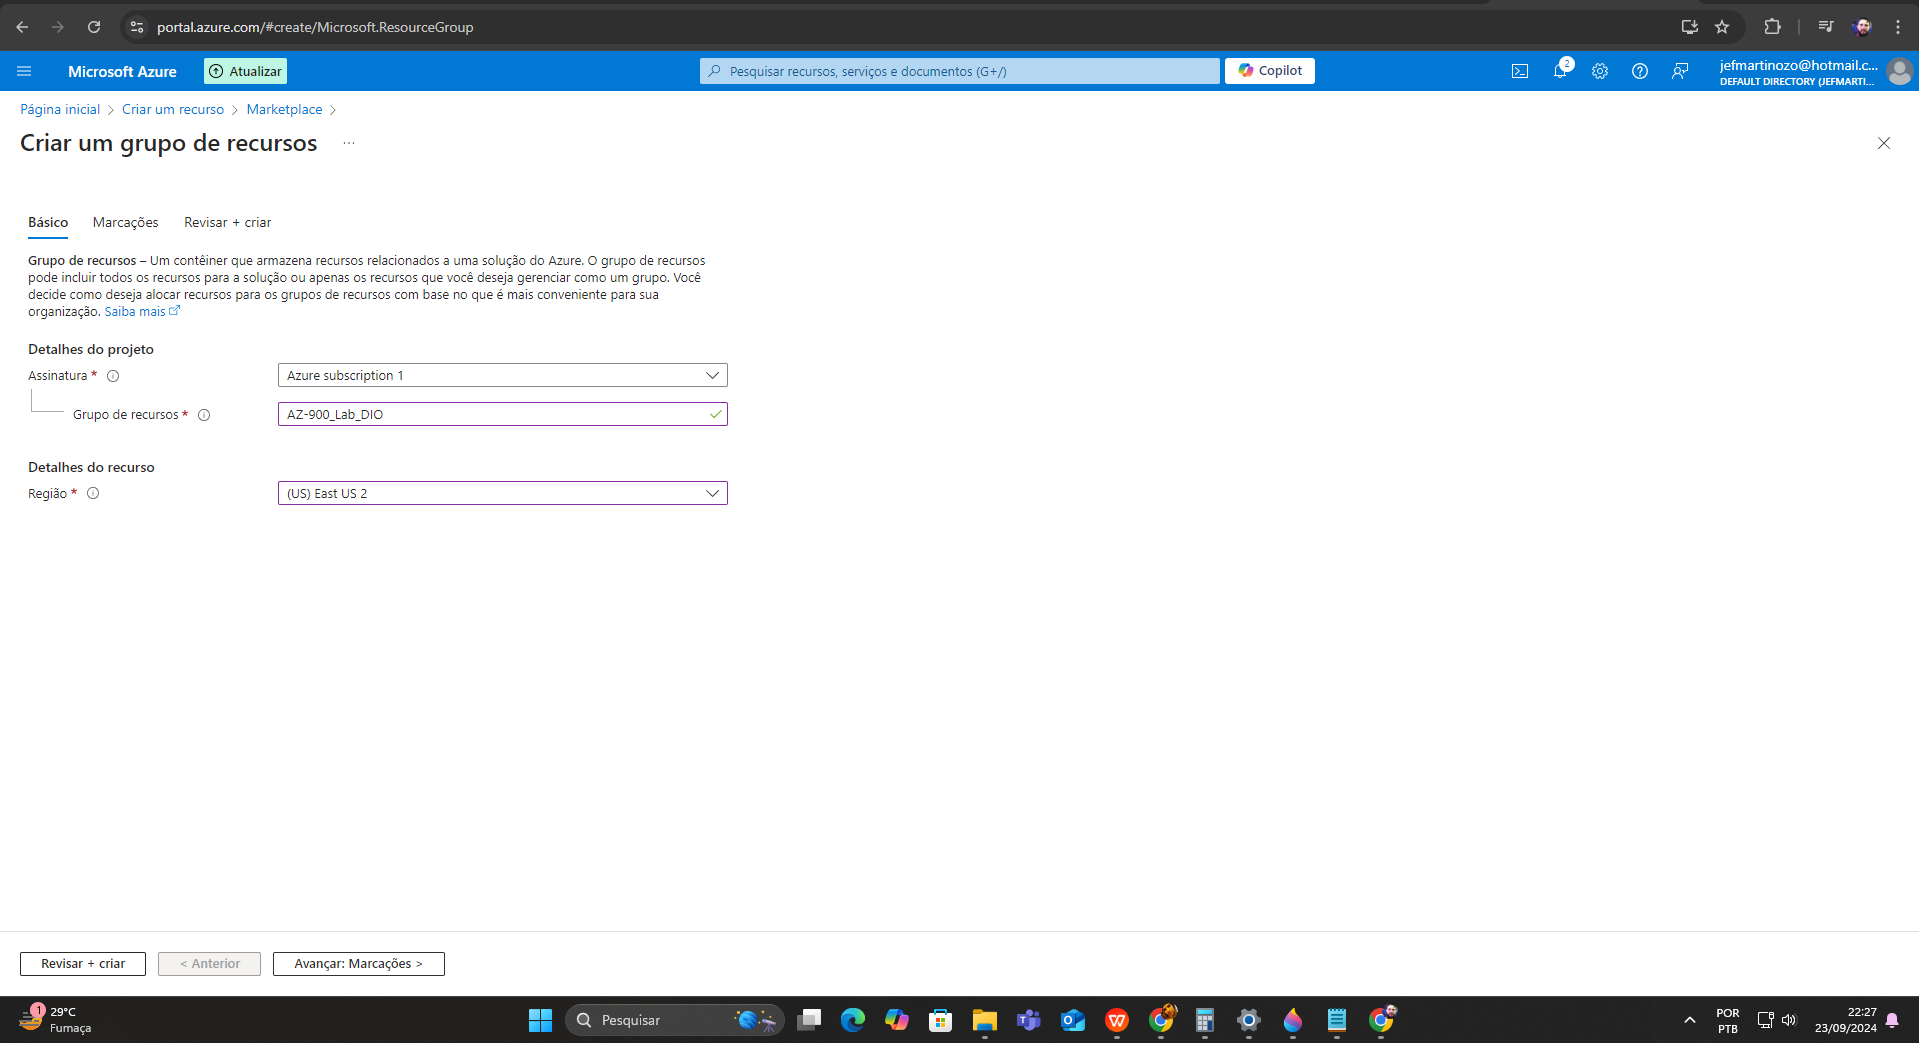 portal.azure.com/#create/Microsoft.ResourceGroup
Microsoft Azure
Atualizar
Pesquisar recursos, serviços e documentos (G+/)
Copilot
2
jefmartinozo@hotmail.c...
DEFAULT DIRECTORY (JEFMARTI...
Página inicial > Criar um recurso > Marketplace >
Criar um grupo de recursos ...
Básico Marcações Revisar + criar
Grupo de recursos – Um contêiner que armazena recursos relacionados a uma solução do Azure. O grupo de recursos
pode incluir todos os recursos para a solução ou apenas os recursos que você deseja gerenciar como um grupo. Você
decide como deseja alocar recursos para os grupos de recursos com base no que é mais conveniente para sua
organização. Saiba mais
Detalhes do projeto
Assinatura * Azure subscription 1
Grupo de recursos * AZ-900_Lab_DIO
Detalhes do recurso
Região * (US) East US 2
Revisar + criar
< Anterior
Avançar: Marcações >
1
29°C
Fumaça
Pesquisar
POR
PTB
22:27
23/09/2024